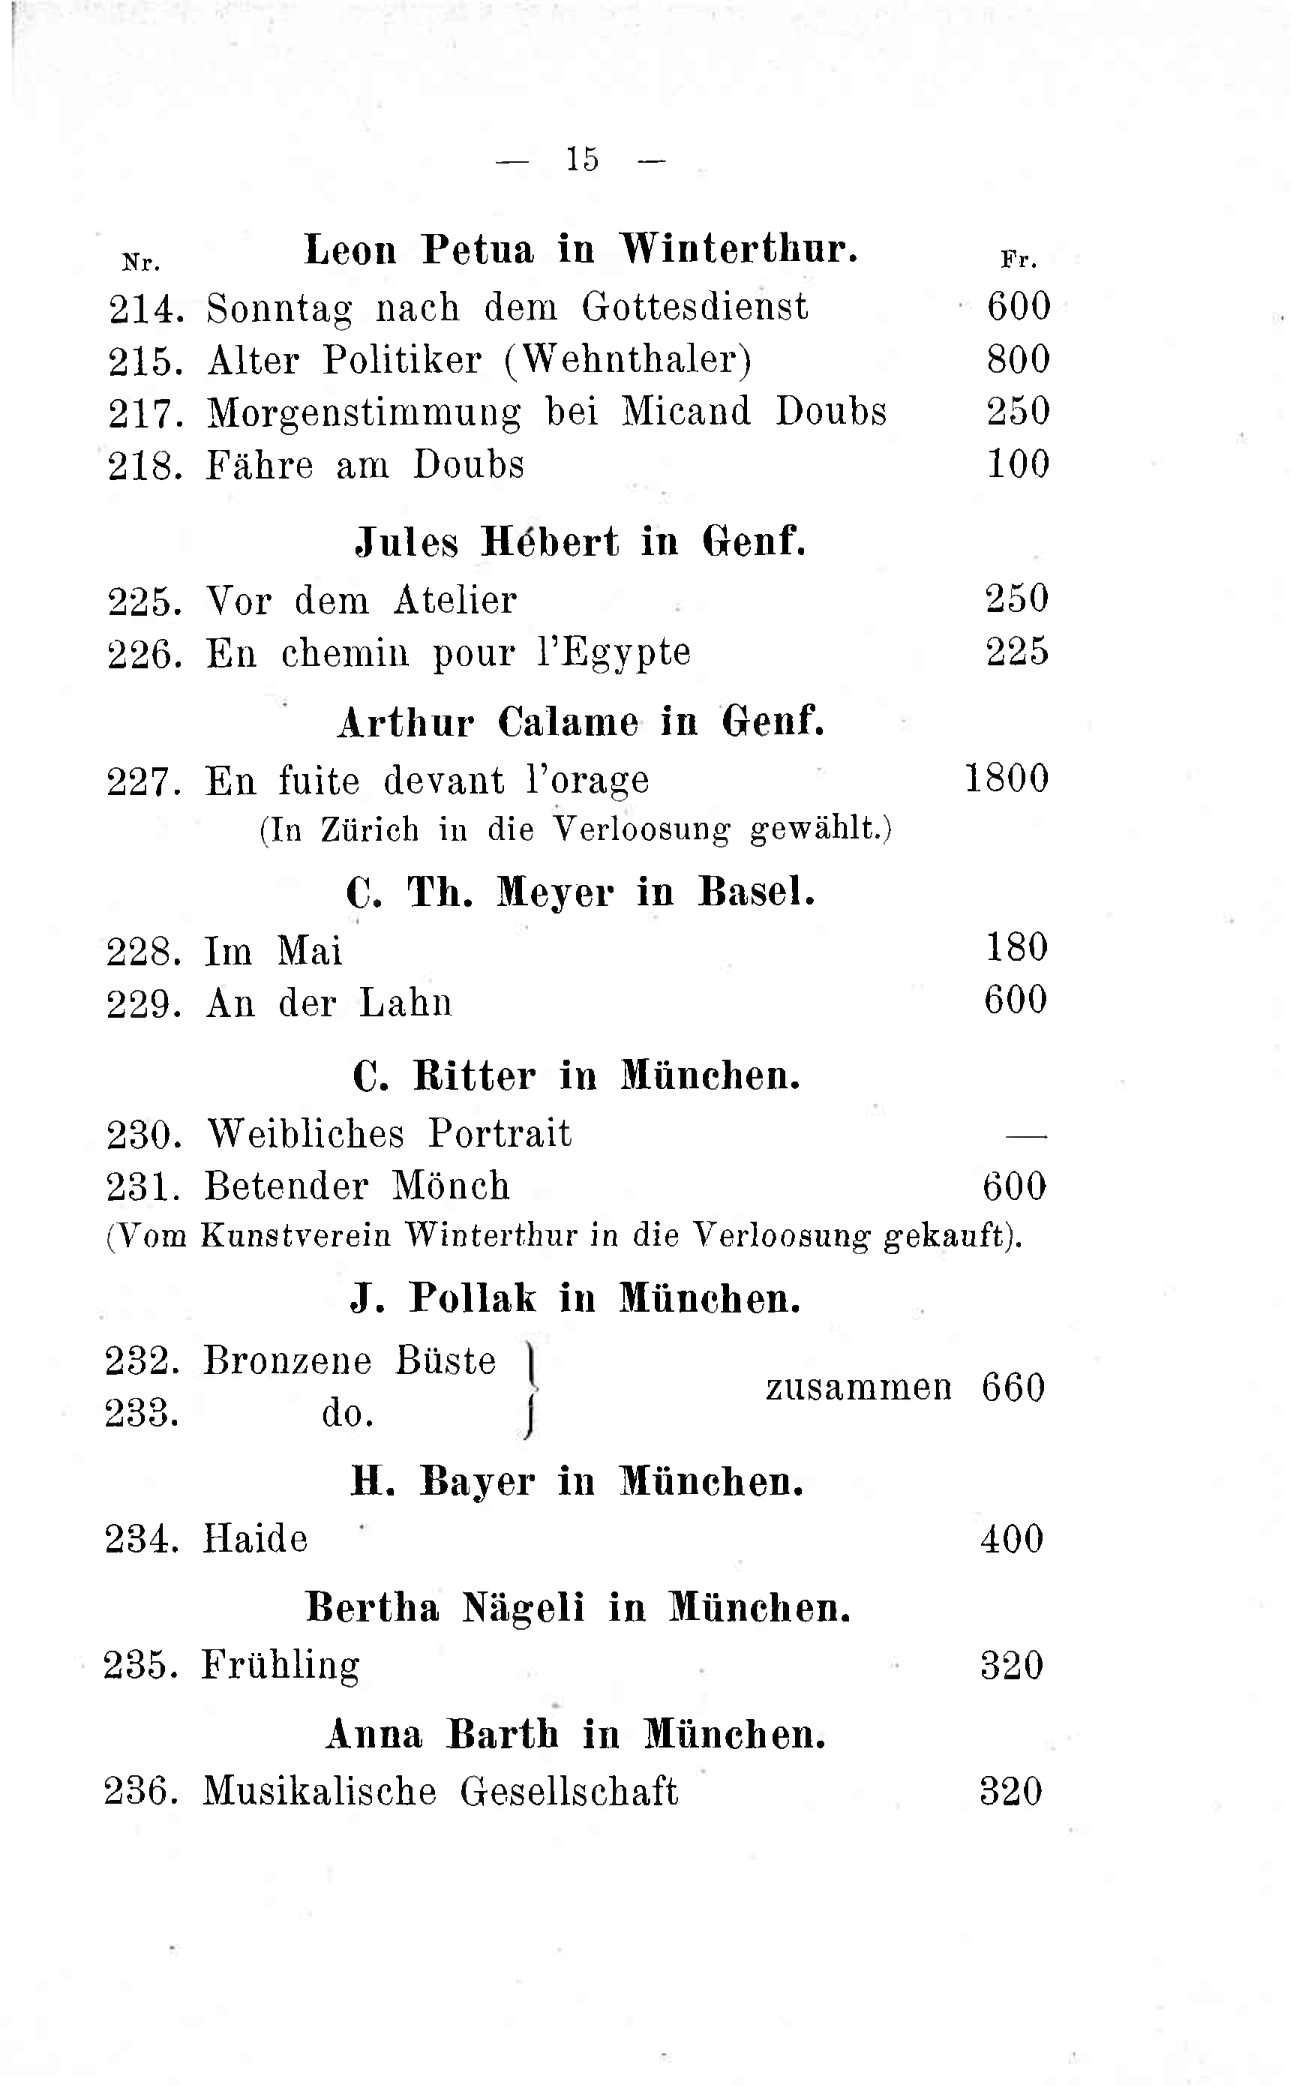 — 15 —
Nr. Leon Petua in Winterthur. Fr.
214. Sonntag nach dem Gottesdienst 600
215. Alter Politiker (Wehnthaler) 800
217. Morgenstimmung bei Micand Doubs 250
218. Fähre am Doubs 100
Jules Hébert in Genf.
225. Vor dem Atelier 250
226. En chemin pour l'Egypte 225
Arthur Calame in Genf.
227. En fuite devant l'orage 1800
(In Zürich in die Verloosung gewählt.)
C. Th. Meyer in Basel.
228. Im Mai 180
229. An der Lahn 600
C. Ritter in München.
230. Weibliches Portrait —
231. Betender Mönch 600
(Vom Kunstverein Winterthur in die Verloosung gekauft).
J. Pollak in München.
232. Bronzene Büste }
zusammen 660
233. do.
H. Bayer in München.
234. Haide 400
Bertha Nägeli in München.
235. Frühling 320
Anna Barth in München.
236. Musikalische Gesellschaft 320